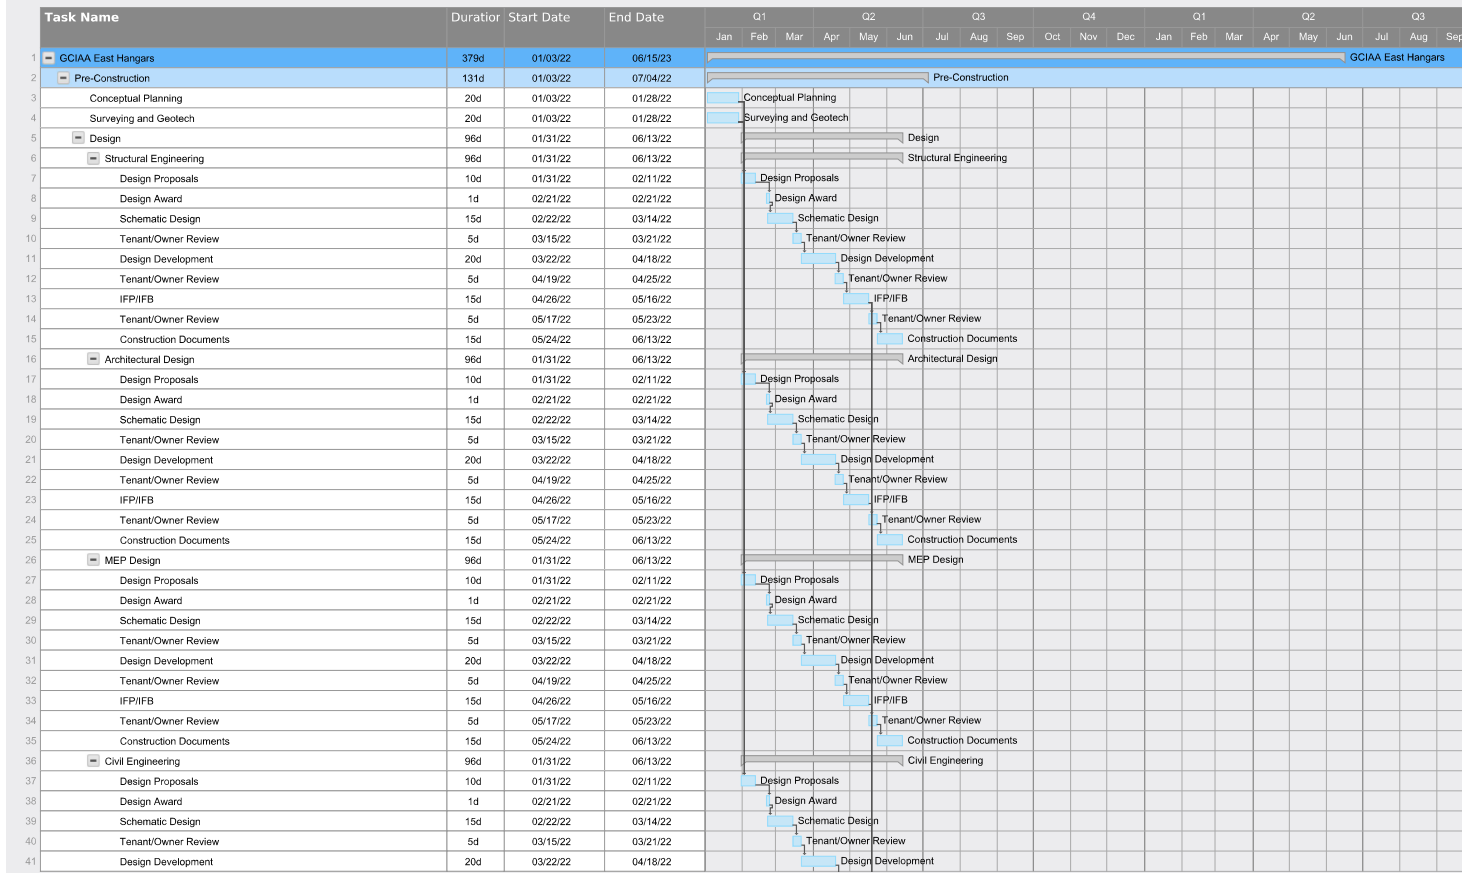 Task Name Duration Start Date End Date Q1 Q2 Q3 Q4 Q1 Q2 Q3
Jan Feb Mar Apr May Jun Jul Aug Sep Oct Nov Dec Jan Feb Mar Apr May Jun Jul Aug Sep
1 GCIAA East Hangars 379d 01/03/22 06/15/23 GCIAA East Hangars
2 Pre-Construction 131d 01/03/22 07/04/22 Pre-Construction
3 Conceptual Planning 20d 01/03/22 01/28/22 Conceptual Planning
4 Surveying and Geotech 20d 01/03/22 01/28/22 Surveying and Geotech
5 Design 96d 01/31/22 06/13/22 Design
6 Structural Engineering 96d 01/31/22 06/13/22 Structural Engineering
7 Design Proposals 10d 01/31/22 02/11/22 Design Proposals
8 Design Award 1d 02/21/22 02/21/22 Design Award
9 Schematic Design 15d 02/22/22 03/14/22 Schematic Design
10 Tenant/Owner Review 5d 03/15/22 03/21/22 Tenant/Owner Review
11 Design Development 20d 03/22/22 04/18/22 Design Development
12 Tenant/Owner Review 5d 04/19/22 04/25/22 Tenant/Owner Review
13 IFP/IFB 15d 04/26/22 05/16/22 IFP/IFB
14 Tenant/Owner Review 5d 05/17/22 05/23/22 Tenant/Owner Review
15 Construction Documents 15d 05/24/22 06/13/22 Construction Documents
16 Architectural Design 96d 01/31/22 06/13/22 Architectural Design
17 Design Proposals 10d 01/31/22 02/11/22 Design Proposals
18 Design Award 1d 02/21/22 02/21/22 Design Award
19 Schematic Design 15d 02/22/22 03/14/22 Schematic Design
20 Tenant/Owner Review 5d 03/15/22 03/21/22 Tenant/Owner Review
21 Design Development 20d 03/22/22 04/18/22 Design Development
22 Tenant/Owner Review 5d 04/19/22 04/25/22 Tenant/Owner Review
23 IFP/IFB 15d 04/26/22 05/16/22 IFP/IFB
24 Tenant/Owner Review 5d 05/17/22 05/23/22 Tenant/Owner Review
25 Construction Documents 15d 05/24/22 06/13/22 Construction Documents
26 MEP Design 96d 01/31/22 06/13/22 MEP Design
27 Design Proposals 10d 01/31/22 02/11/22 Design Proposals
28 Design Award 1d 02/21/22 02/21/22 Design Award
29 Schematic Design 15d 02/22/22 03/14/22 Schematic Design
30 Tenant/Owner Review 5d 03/15/22 03/21/22 Tenant/Owner Review
31 Design Development 20d 03/22/22 04/18/22 Design Development
32 Tenant/Owner Review 5d 04/19/22 04/25/22 Tenant/Owner Review
33 IFP/IFB 15d 04/26/22 05/16/22 IFP/IFB
34 Tenant/Owner Review 5d 05/17/22 05/23/22 Tenant/Owner Review
35 Construction Documents 15d 05/24/22 06/13/22 Construction Documents
36 Civil Engineering 96d 01/31/22 06/13/22 Civil Engineering
37 Design Proposals 10d 01/31/22 02/11/22 Design Proposals
38 Design Award 1d 02/21/22 02/21/22 Design Award
39 Schematic Design 15d 02/22/22 03/14/22 Schematic Design
40 Tenant/Owner Review 5d 03/15/22 03/21/22 Tenant/Owner Review
41 Design Development 20d 03/22/22 04/18/22 Design Development